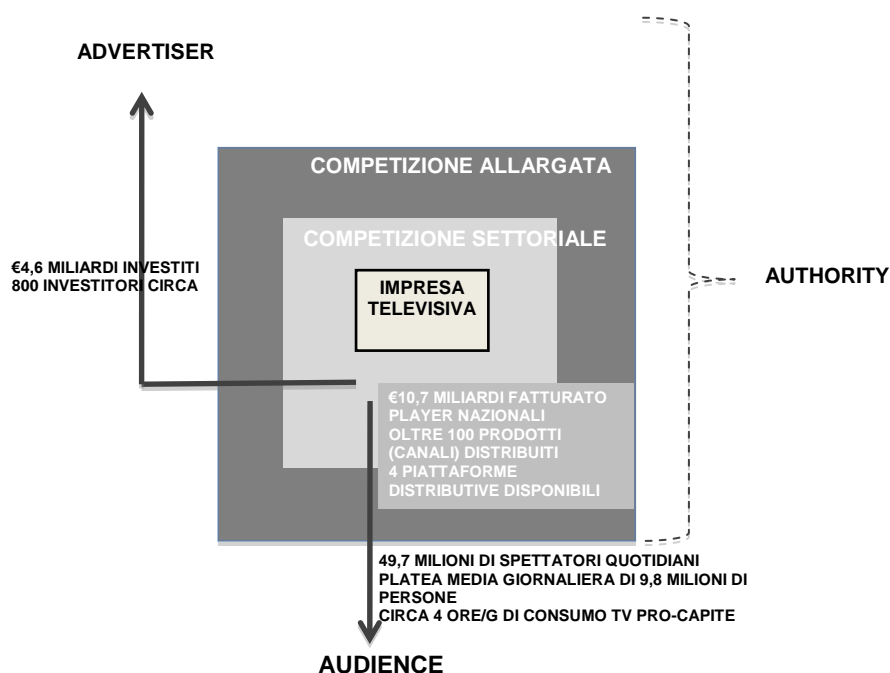 ADVERTISER
COMPETIZIONE ALLARGATA
COMPETIZIONE SETTORIALE
€4,6 MILIARDI INVESTITI
800 INVESTITORI CIRCA
IMPRESA
TELEVISIVA
AUTHORITY
€10,7 MILIARDI FATTURATO
PLAYER NAZIONALI
OLTRE 100 PRODOTTI
(CANALI) DISTRIBUITI
4 PIATTAFORME
DISTRIBUTIVE DISPONIBILI
49,7 MILIONI DI SPETTATORI QUOTIDIANI
PLATEA MEDIA GIORNALIERA DI 9,8 MILIONI DI
PERSONE
CIRCA 4 ORE/G DI CONSUMO TV PRO-CAPITE
AUDIENCE